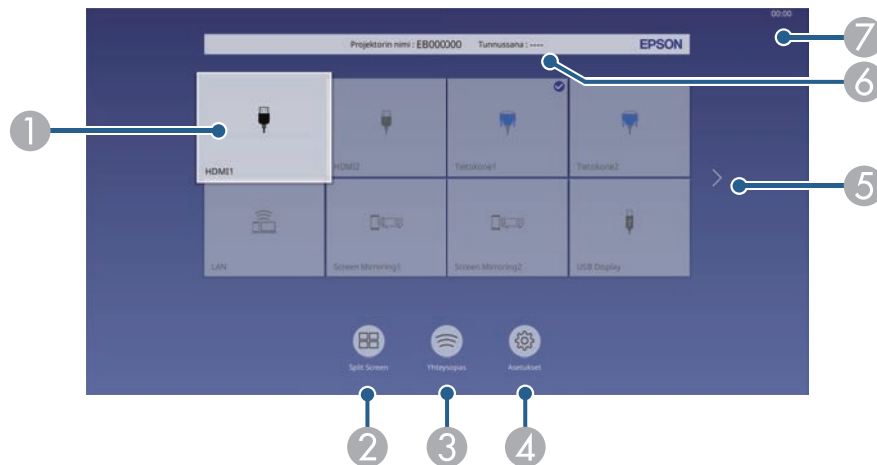 00:00
Projektorin nimi : EB000000 Tunnussana : ---- EPSON
7
6
1
HDMI1 HDMI2 Tietokone1 Tietokone2
5
LAN Screen Mirroring1 Screen Mirroring2 USB Display
Split Screen Yhteysopas Asetukset
2 3 4